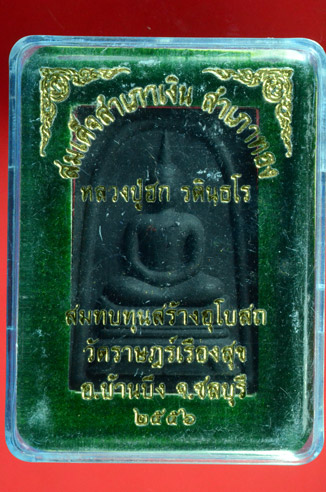 สมเด็จสำเภาเงิน สำเภาทอง
หลวงปู่ฮก รตินฺธโร
สมทบทุนสร้างอุโบสถ
วัดราษฎร์เรืองสุข
อ.บ้านบึง จ.ชลบุรี
๒๕๕๖